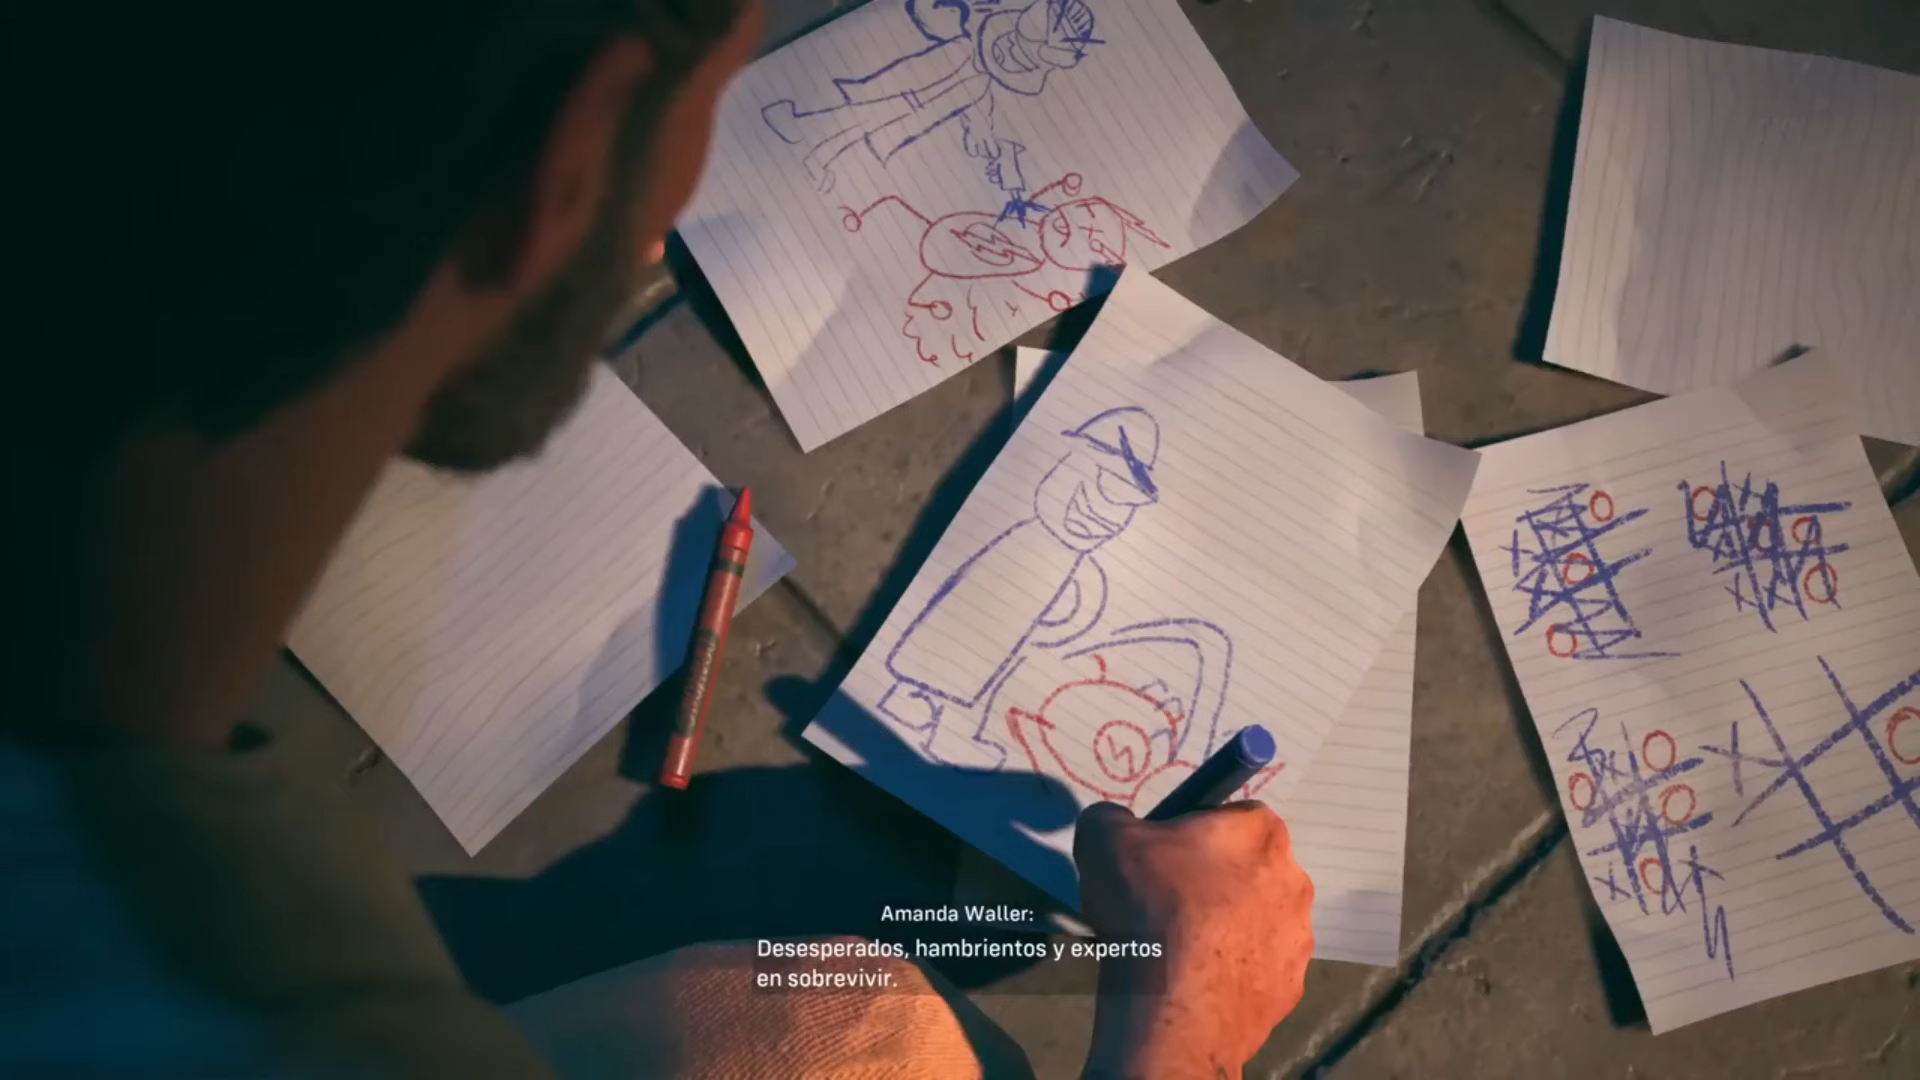 Amanda Waller:
Desesperados, hambrientos y expertos
en sobrevivir.